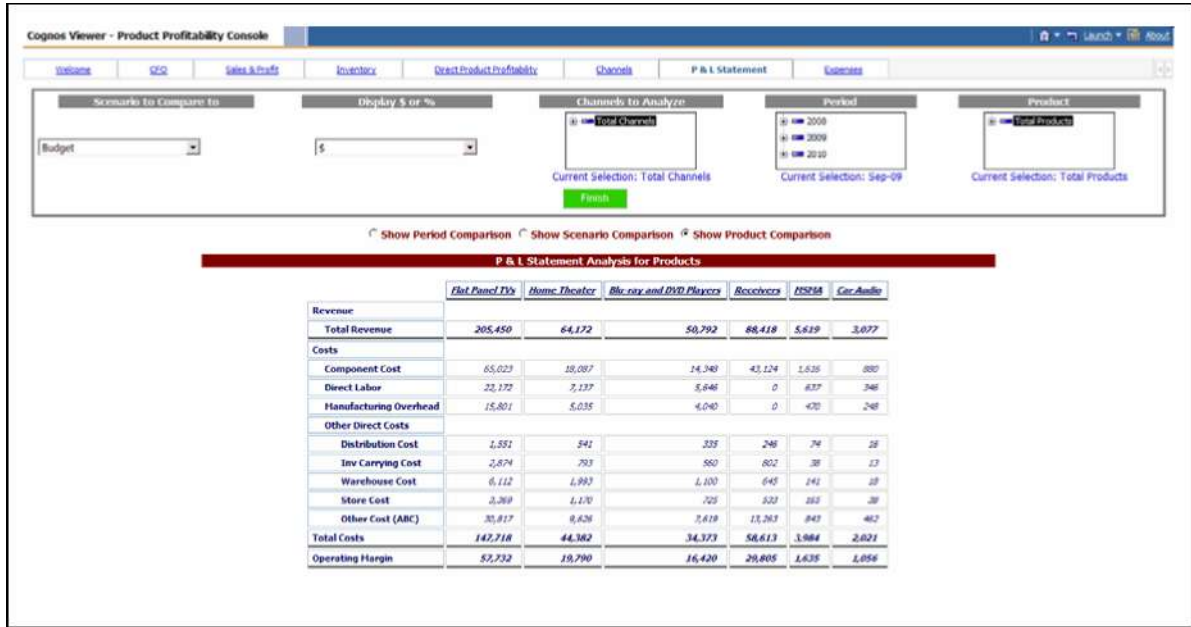 Cognos Viewer - Product Profitability Console Launch About
Welcome CFO Sales & Profit Inventory Direct Product Profitability Channels P & L Statement Expenses
Scenario to Compare to Display $ or % Channels to Analyze Period Product
Total Channels 2008 Total Products
2009
Budget $ 2010
Current Selection: Total Channels Current Selection: Sep-09 Current Selection: Total Products
Finish
Show Period Comparison Show Scenario Comparison Show Product Comparison
P & L Statement Analysis for Products
Flat Panel TVs Home Theater Blu-ray and DVD Players Receivers Car Audio
Revenue
Total Revenue 205,450 64,172 50,792 88,418 5,619 3,077
Costs
Component Cost 65,023 18,087 14,348 43,124 880
Direct Labor 22,172 7,137 5,646 0 637 346
Manufacturing Overhead 15,801 5,035 4,040 0 470 248
Other Direct Costs
Distribution Cost 1,551 541 335 246 74 16
Inv Carrying Cost 2,874 793 560 802 38 13
Warehouse Cost 6,112 1,993 1,100 645 141 18
Store Cost 1,170 725 533 165 38
Other Cost (ABC) 9,626 7,619 13,263 843 462
Total Costs 147,718 44,382 34,373 58,613 3,984 2,021
Operating Margin 57,732 19,790 16,420 29,805 1,635 1,056